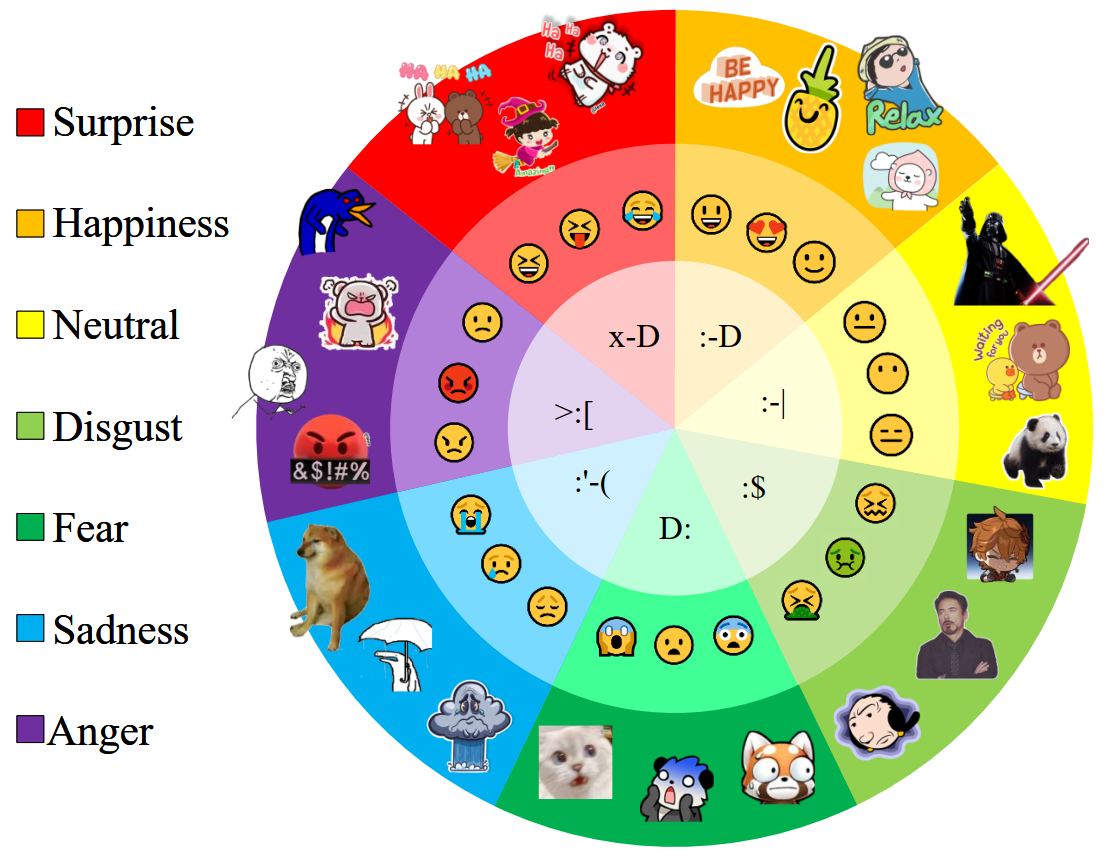 Surprise
Happiness
Neutral
Disgust
Fear
Sadness
Anger
Ha Ha
Ha
HA HA HA
Amazing!!!
BE
HAPPY
Relax
waiting
for you
&$!#%
x-D
:-D
>:[
:-|
:'-(
:$
D: